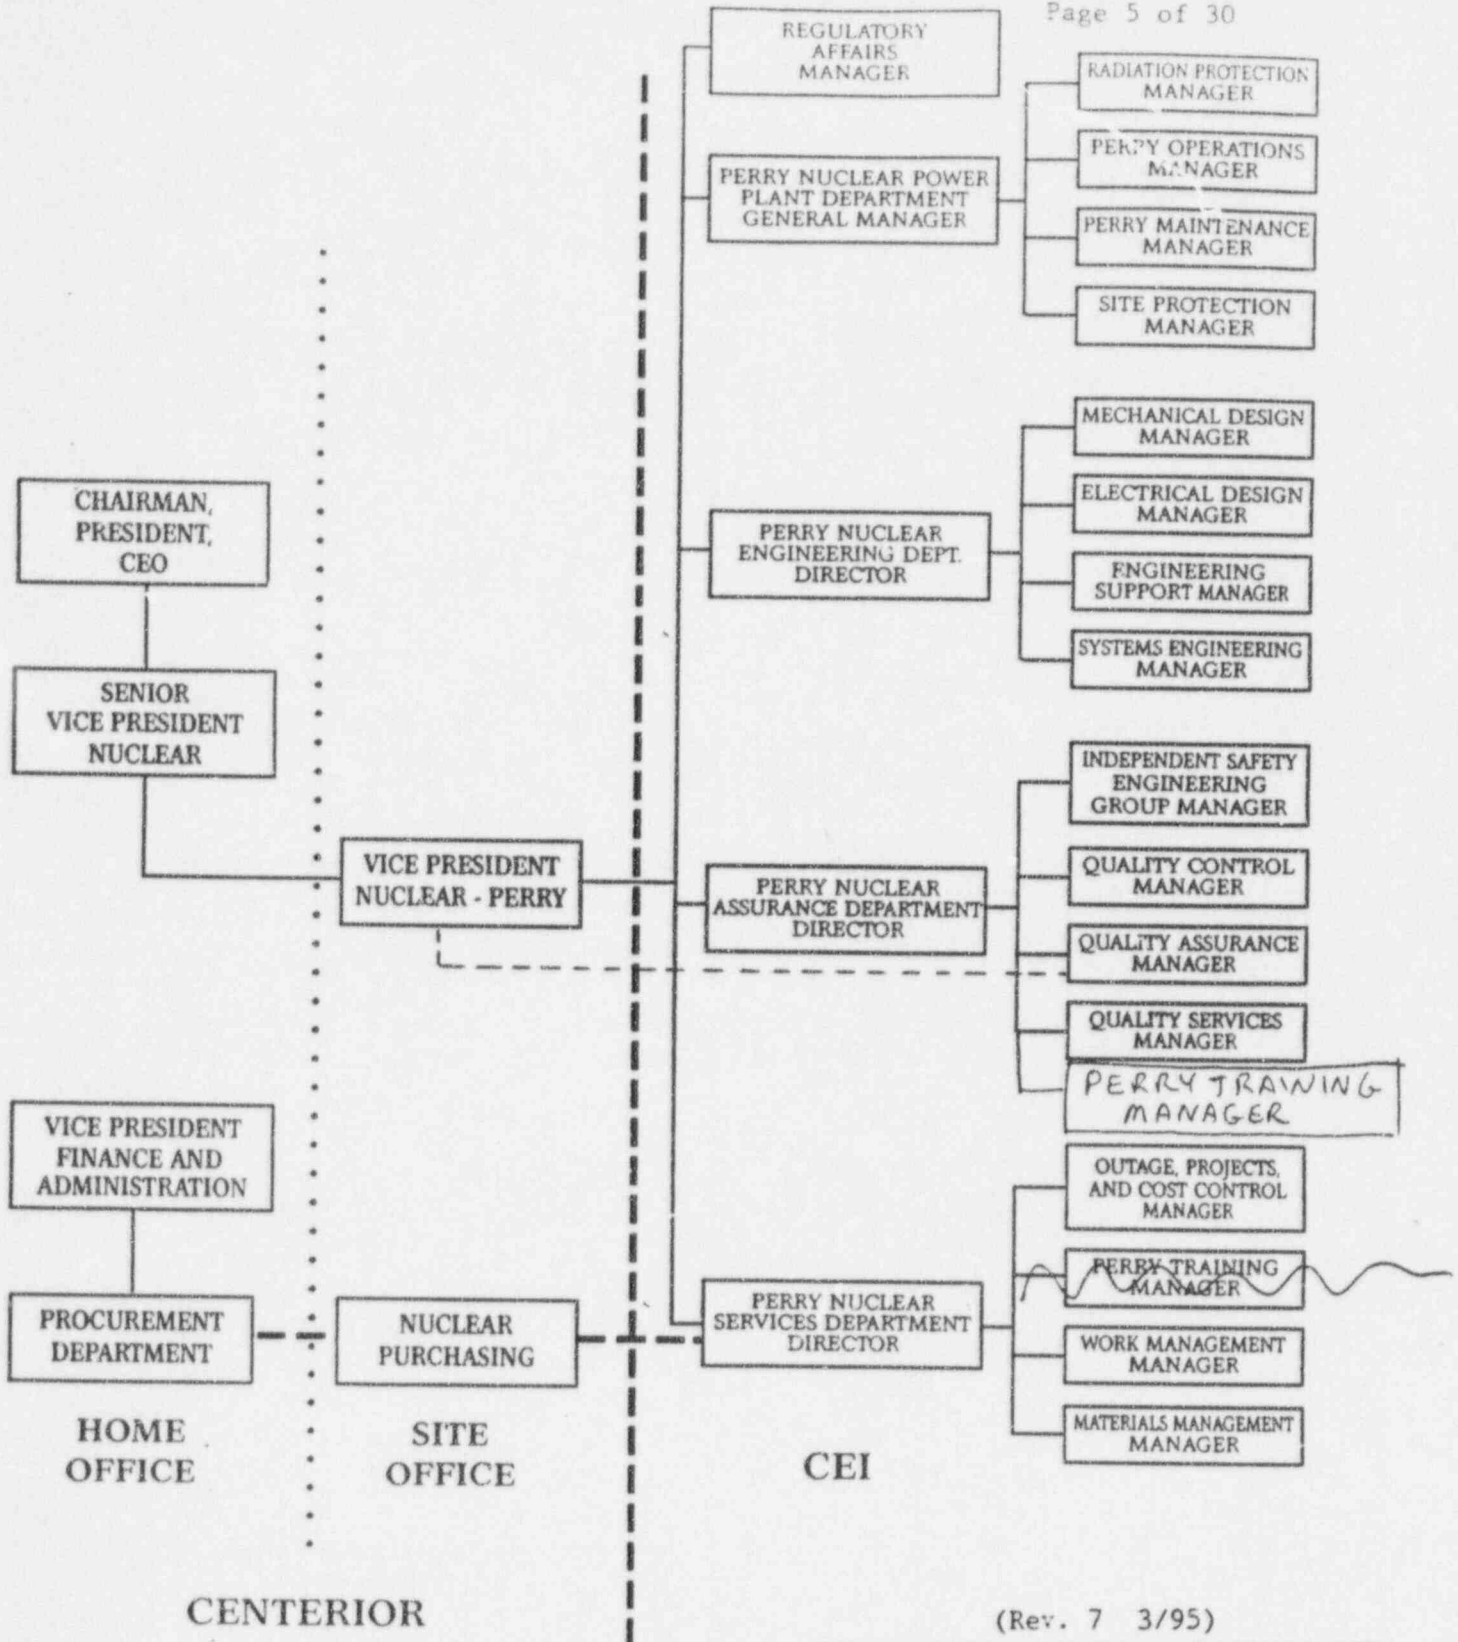 Page 5 of 30
REGULATORY
AFFAIRS
MANAGER
RADIATION PROTECTION
MANAGER
PERRY NUCLEAR POWER
PLANT DEPARTMENT
GENERAL MANAGER
PERRY OPERATIONS
MANAGER
PERRY MAINTENANCE
MANAGER
SITE PROTECTION
MANAGER
MECHANICAL DESIGN
MANAGER
ELECTRICAL DESIGN
MANAGER
PERRY NUCLEAR
ENGINEERING DEPT.
DIRECTOR
ENGINEERING
SUPPORT MANAGER
SYSTEMS ENGINEERING
MANAGER
CHAIRMAN,
PRESIDENT,
CEO
SENIOR
VICE PRESIDENT
NUCLEAR
VICE PRESIDENT
NUCLEAR - PERRY
INDEPENDENT SAFETY
ENGINEERING
GROUP MANAGER
PERRY NUCLEAR
ASSURANCE DEPARTMENT
DIRECTOR
QUALITY CONTROL
MANAGER
QUALITY ASSURANCE
MANAGER
QUALITY SERVICES
MANAGER
PERRY TRAINING
MANAGER
VICE PRESIDENT
FINANCE AND
ADMINISTRATION
PROCUREMENT
DEPARTMENT
NUCLEAR
PURCHASING
PERRY NUCLEAR
SERVICES DEPARTMENT
DIRECTOR
OUTAGE, PROJECTS,
AND COST CONTROL
MANAGER
PERRY TRAINING
MANAGER
WORK MANAGEMENT
MANAGER
MATERIALS MANAGEMENT
MANAGER
HOME
OFFICE
SITE
OFFICE
CEI
CENTERIOR
(Rev. 7 3/95)